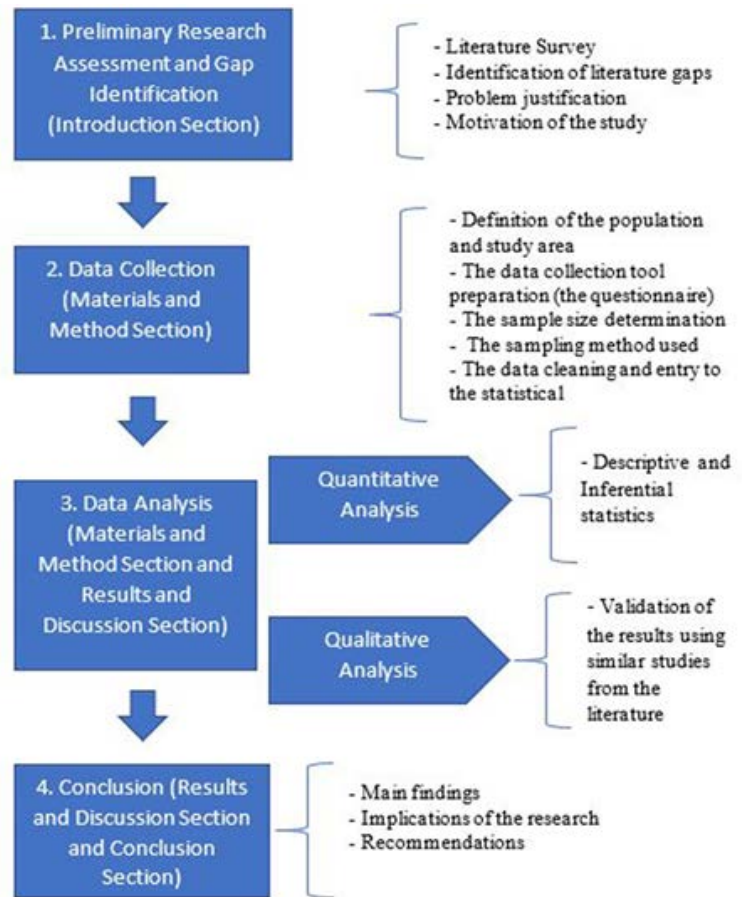 1. Preliminary Research
Assessment and Gap
Identification
(Introduction Section)
- Literature Survey
- Identification of literature gaps
- Problem justification
- Motivation of the study
2. Data Collection
(Materials and
Method Section)
- Definition of the population
and study area
- The data collection tool
preparation (the questionnaire)
- The sample size determination
- The sampling method used
- The data cleaning and entry to
the statistical
3. Data Analysis
(Materials and
Method Section and
Results and
Discussion Section)
Quantitative
Analysis
- Descriptive and
Inferential
statistics
Qualitative
Analysis
- Validation of
the results using
similar studies
from the
literature
4. Conclusion (Results
and Discussion Section
and Conclusion
Section)
- Main findings
- Implications of the research
- Recommendations